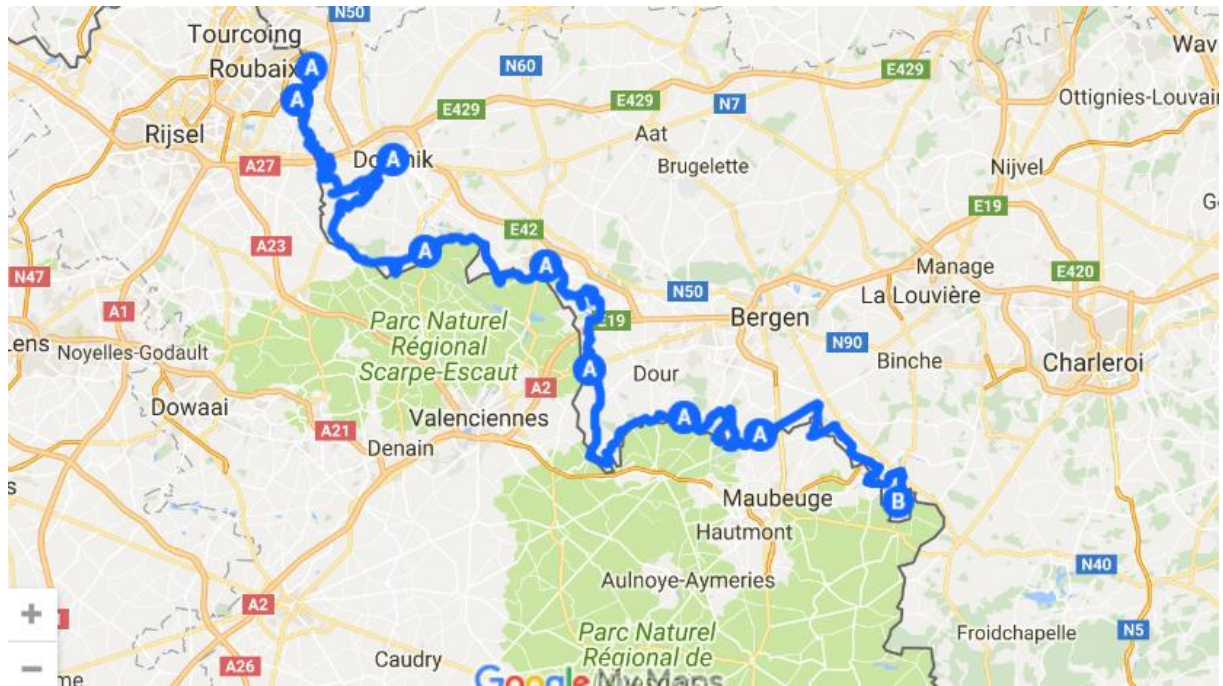 N50
Tourcoing
Roubaix
A
A
N60
E429
Wav
E429
N7
E429
Ottignies-Louvain
Rijsel
Aat
A27
A
Brugelette
Nijvel
E19
A23
E42
A
A
N47
N50
Manage
E420
A1
La Louvière
Parc Naturel
Régional
Scarpe-Escaut
E19
Bergen
N90
Noyelles-Godault
Binche
Charleroi
A
Dour
A2
Dowaai
Valenciennes
A21
Denain
A
A
Maubeuge
B
Hautmont
N40
Aulnoye-Aymeries
A2
Parc Naturel
Régional de
Froidchapelle
N5
Caudry
A26
Google My Maps
+
−